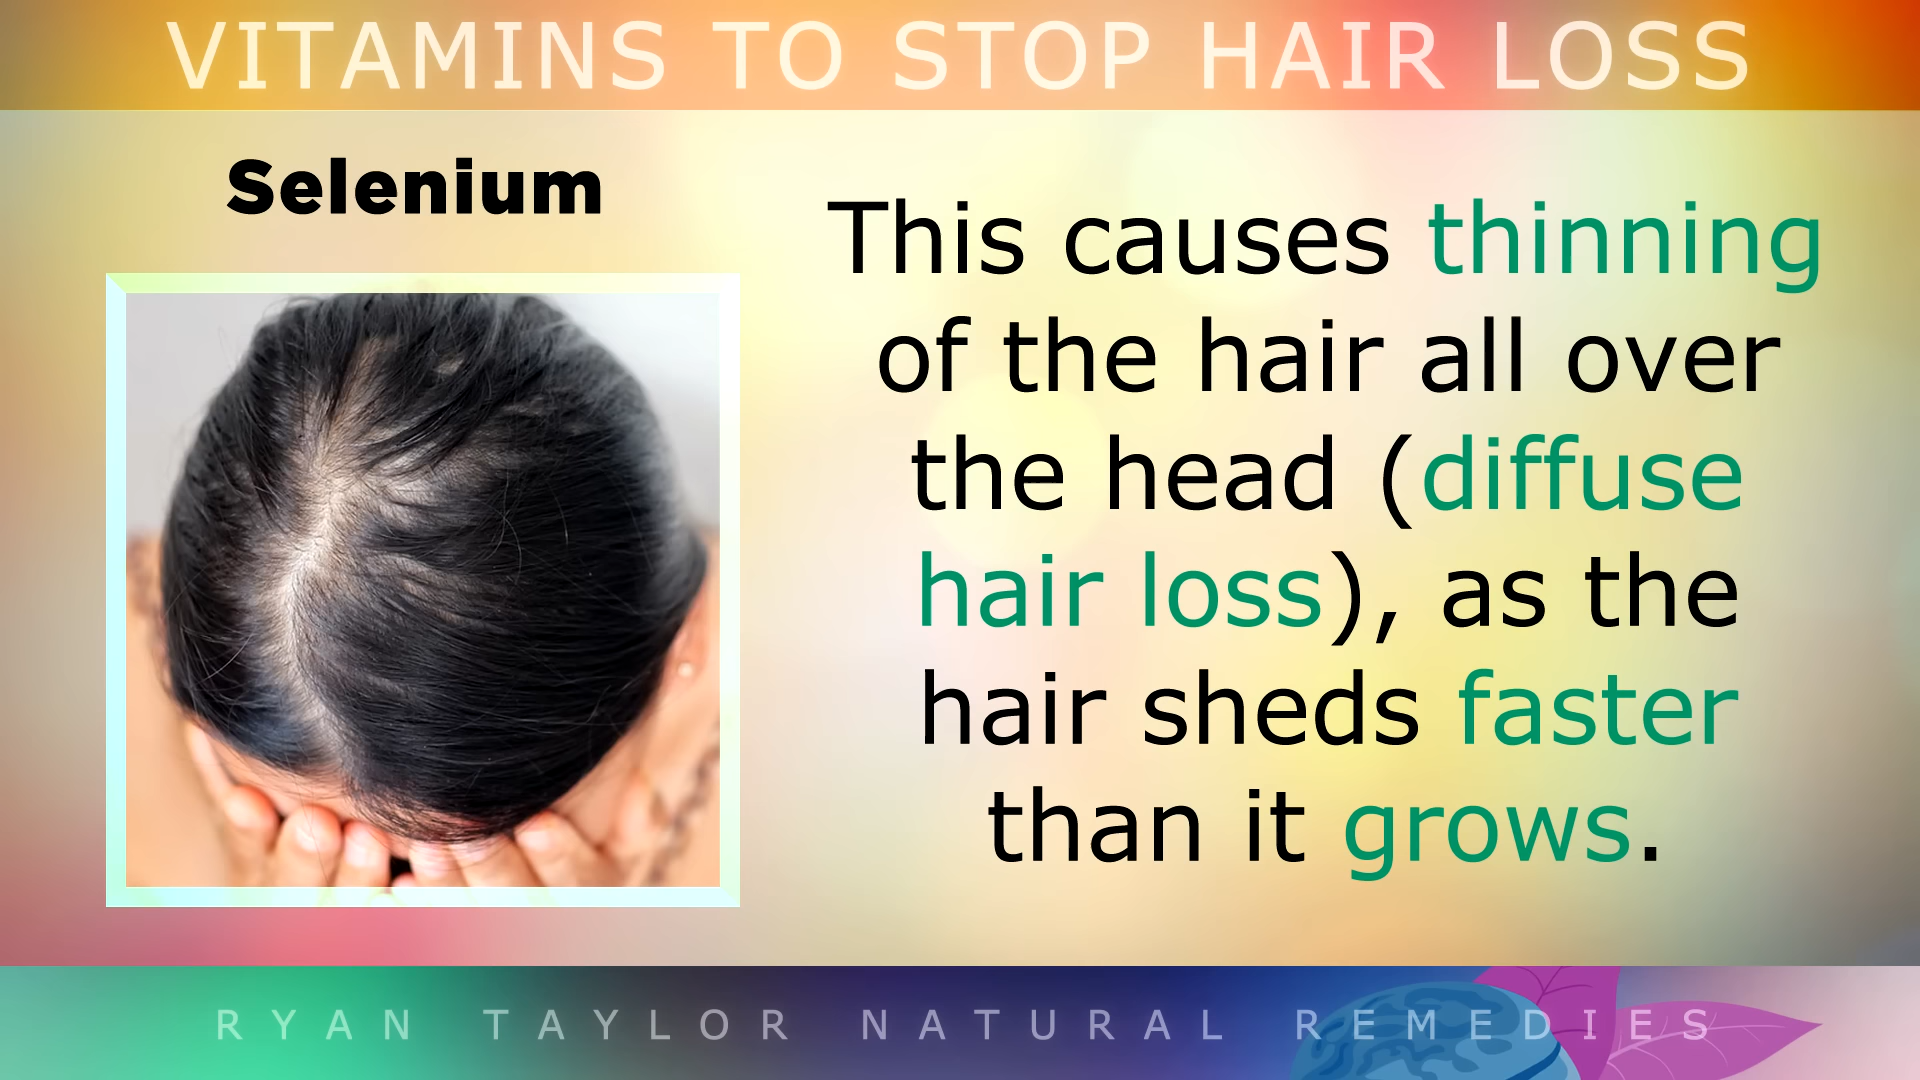 VITAMINS TO STOP HAIR LOSS
Selenium
This causes thinning
of the hair all over
the head (diffuse
hair loss), as the
hair sheds faster
than it grows.
RYAN TAYLOR NATURAL REMEDIES